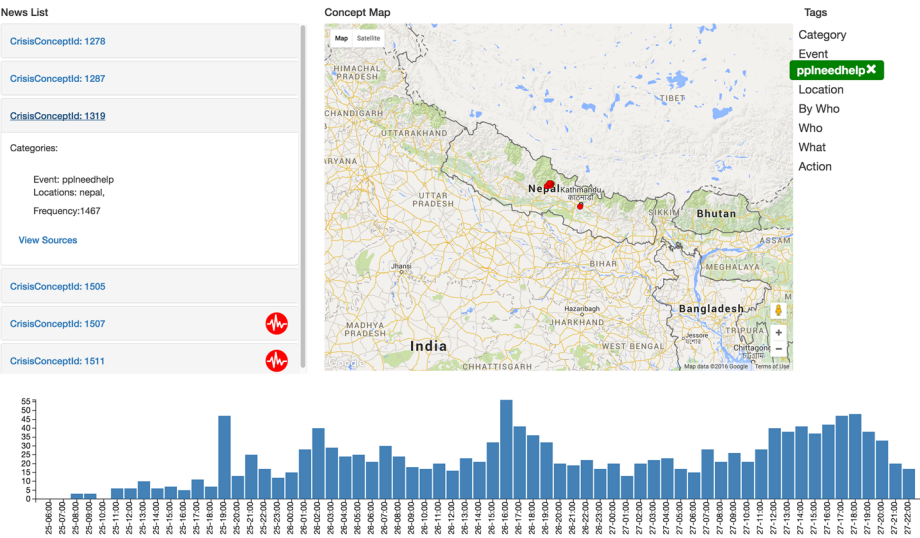 News List
CrisisConceptId: 1278
CrisisConceptId: 1287
CrisisConceptId: 1319
Categories:
Event: pplneedhelp
Locations: nepal,
Frequency:1467
View Sources
CrisisConceptId: 1505
CrisisConceptId: 1507
CrisisConceptId: 1511
Concept Map
Map
Satellite
HIMACHAL
PRADESH
TIBET
CHANDIGARH
UTTARAKHAND
ARYANA
Nepal
Kathmandu
काठमाडौं
UTTAR
PRADESH
SIKKIM
Bhutan
ASSAM
Jhansi
BIHAR
MEGHALAYA
Hazaribagh
Bangladesh
JHARKHAND
MADHYA
PRADESH
TRIPURA
Jessore
India
WEST BENGAL
Chittagong
CHHATTISGARH
Map data ©2016 Google
Terms of Use
Tags
Category
Event
pplneedhelp
Location
By Who
Who
What
Action
55
50
45
40
35
30
25
20
15
10
5
0
25-06:00
25-07:00
25-08:00
25-09:00
25-10:00
25-11:00
25-12:00
25-13:00
25-14:00
25-15:00
25-16:00
25-17:00
25-18:00
25-19:00
25-20:00
25-21:00
25-22:00
25-23:00
26-00:00
26-01:00
26-02:00
26-03:00
26-04:00
26-05:00
26-06:00
26-07:00
26-08:00
26-09:00
26-10:00
26-11:00
26-12:00
26-13:00
26-14:00
26-15:00
26-16:00
26-17:00
26-18:00
26-19:00
26-20:00
26-21:00
26-22:00
26-23:00
27-00:00
27-01:00
27-02:00
27-03:00
27-04:00
27-05:00
27-06:00
27-07:00
27-08:00
27-09:00
27-10:00
27-11:00
27-12:00
27-13:00
27-14:00
27-15:00
27-16:00
27-17:00
27-18:00
27-19:00
27-20:00
27-21:00
27-22:00